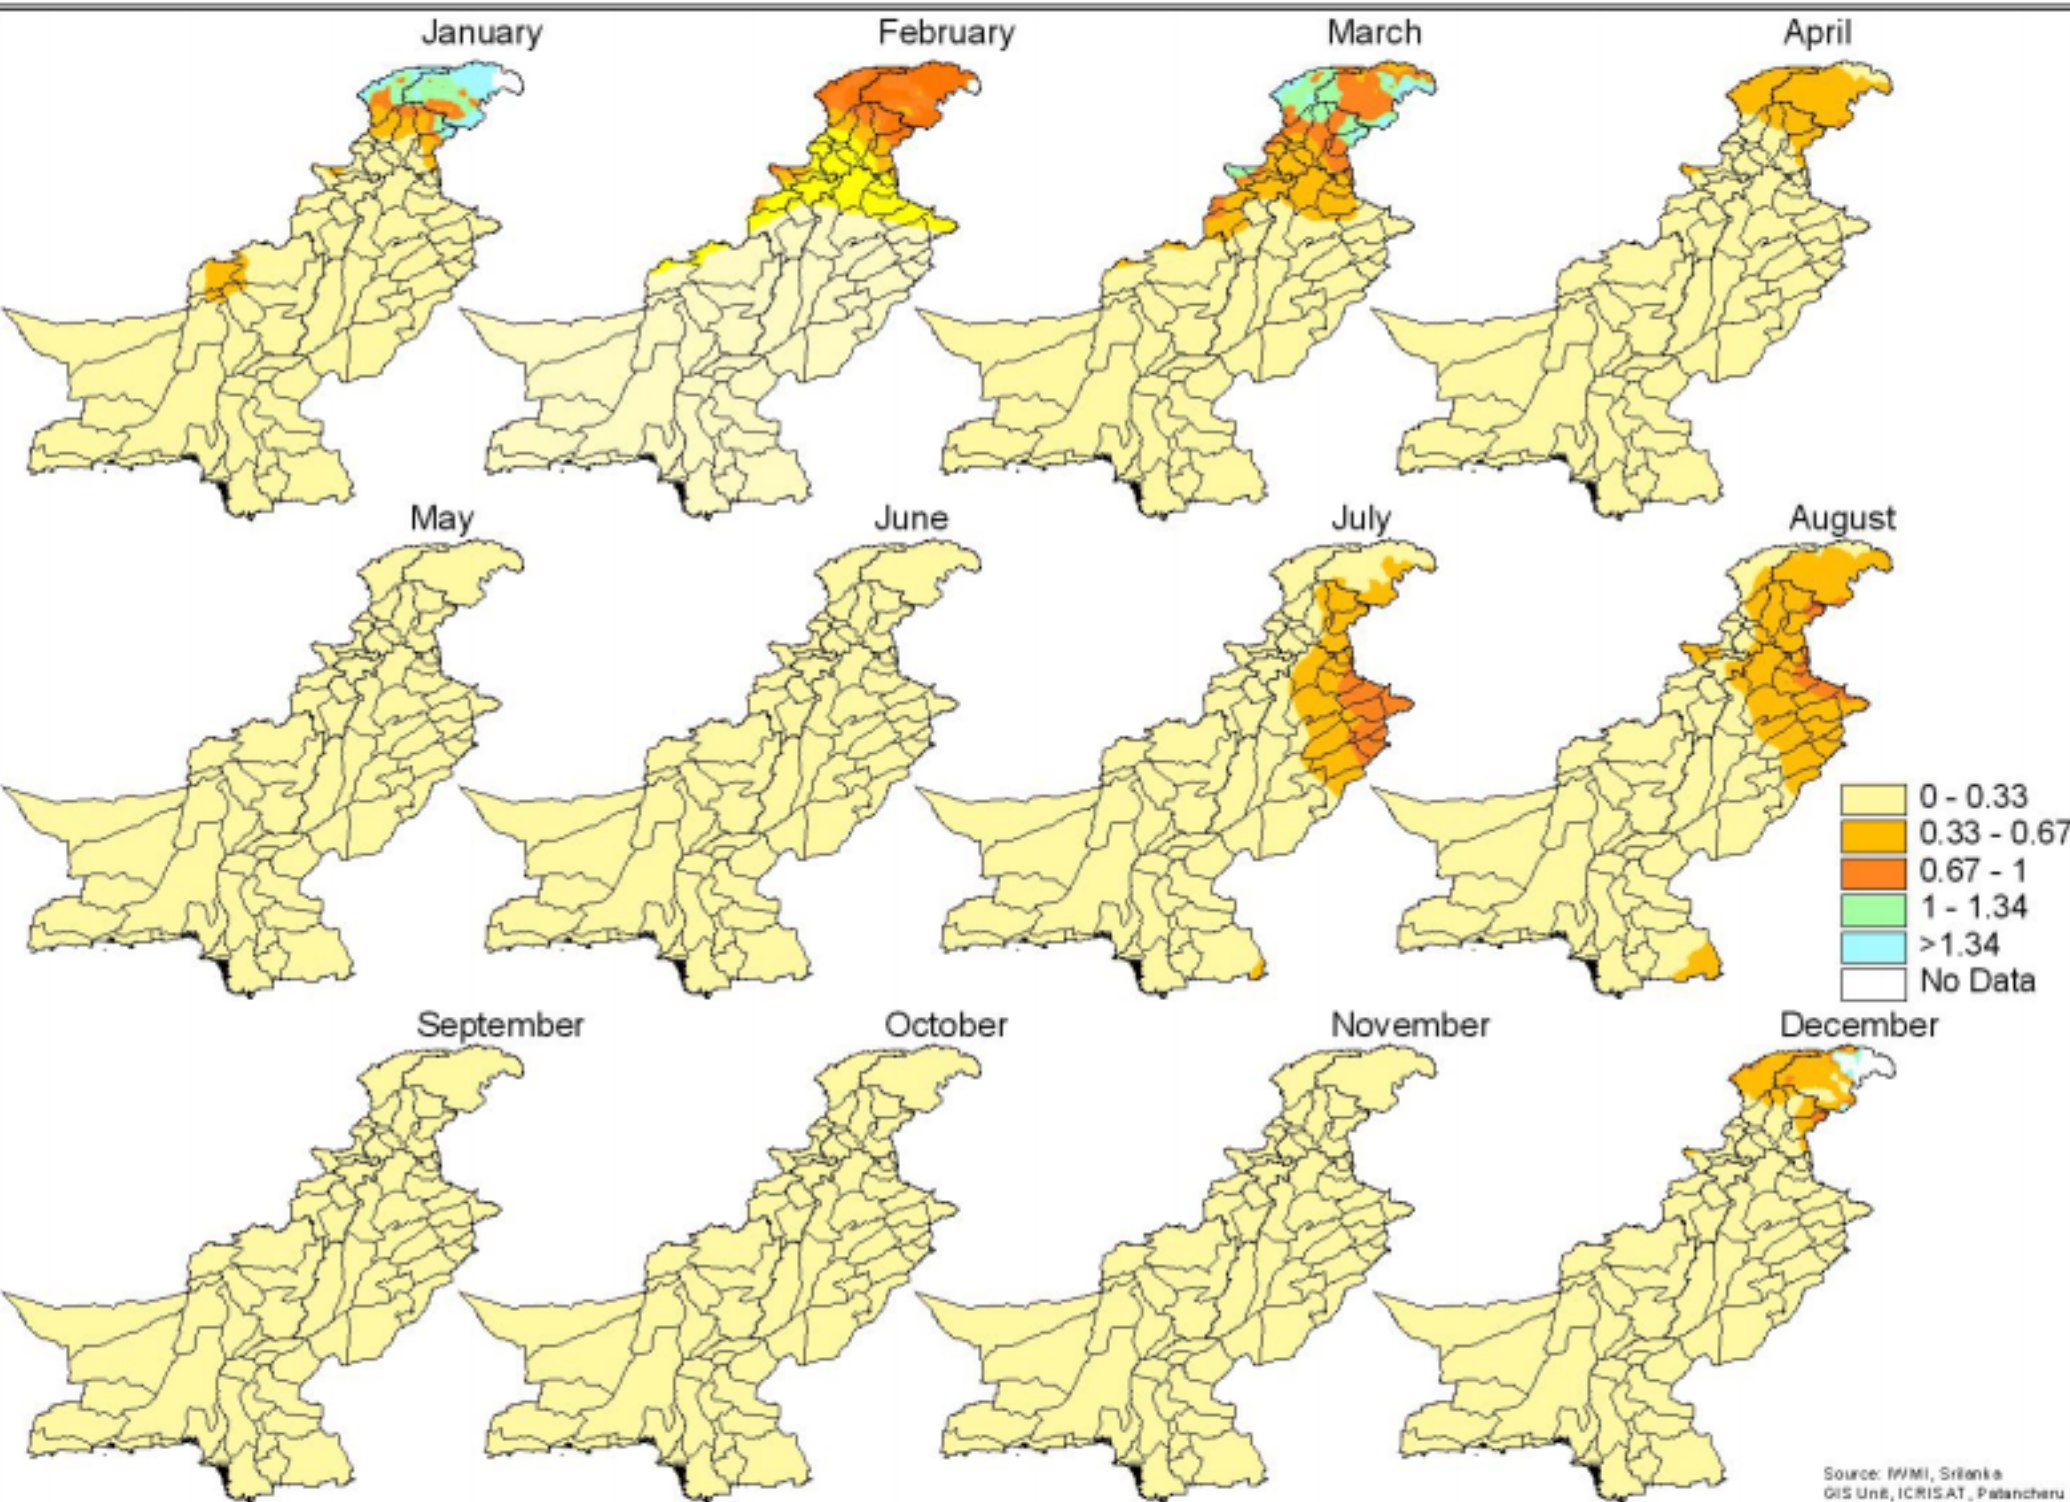 January
February
March
April
May
June
July
August
0 - 0.33
0.33 - 0.67
0.67 - 1
1 - 1.34
>1.34
No Data
September
October
November
December
Source: IWMI, Srilanka
GIS Unit, ICRISAT, Patancheru